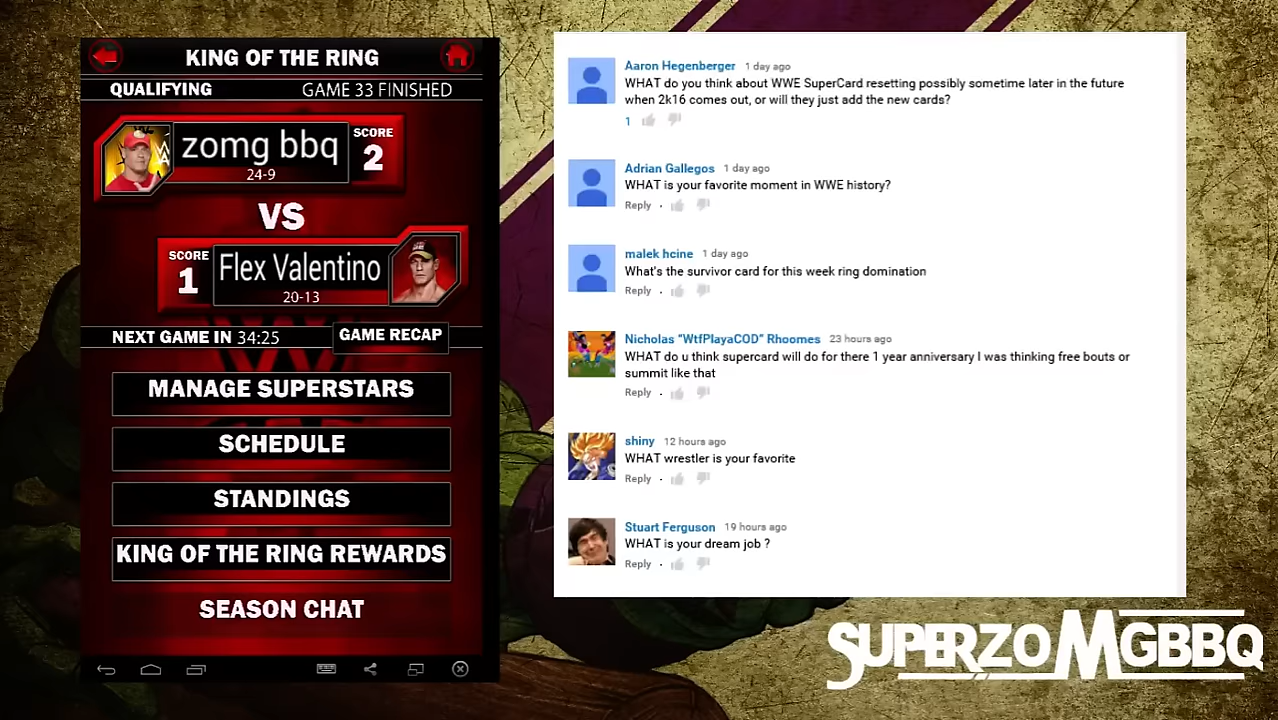 KING OF THE RING
QUALIFYING GAME 33 FINISHED
zomg bbq
24-9
SCORE
2
VS
SCORE
1
Flex Valentino
20-13
NEXT GAME IN 34:25
GAME RECAP
MANAGE SUPERSTARS
SCHEDULE
STANDINGS
KING OF THE RING REWARDS
SEASON CHAT
Aaron Hegenberger 1 day ago
WHAT do you think about WWE SuperCard resetting possibly sometime later in the future
when 2k16 comes out, or will they just add the new cards?
1
Adrian Gallegos 1 day ago
WHAT is your favorite moment in WWE history?
Reply ·
malek hcine 1 day ago
What's the survivor card for this week ring domination
Reply ·
Nicholas “WtfPlayaCOD” Rhoomes 23 hours ago
WHAT do u think supercard will do for there 1 year anniversary I was thinking free bouts or
summit like that
Reply ·
shiny 12 hours ago
WHAT wrestler is your favorite
Reply ·
Stuart Ferguson 19 hours ago
WHAT is your dream job ?
Reply ·
SUPERZOMGBBQ